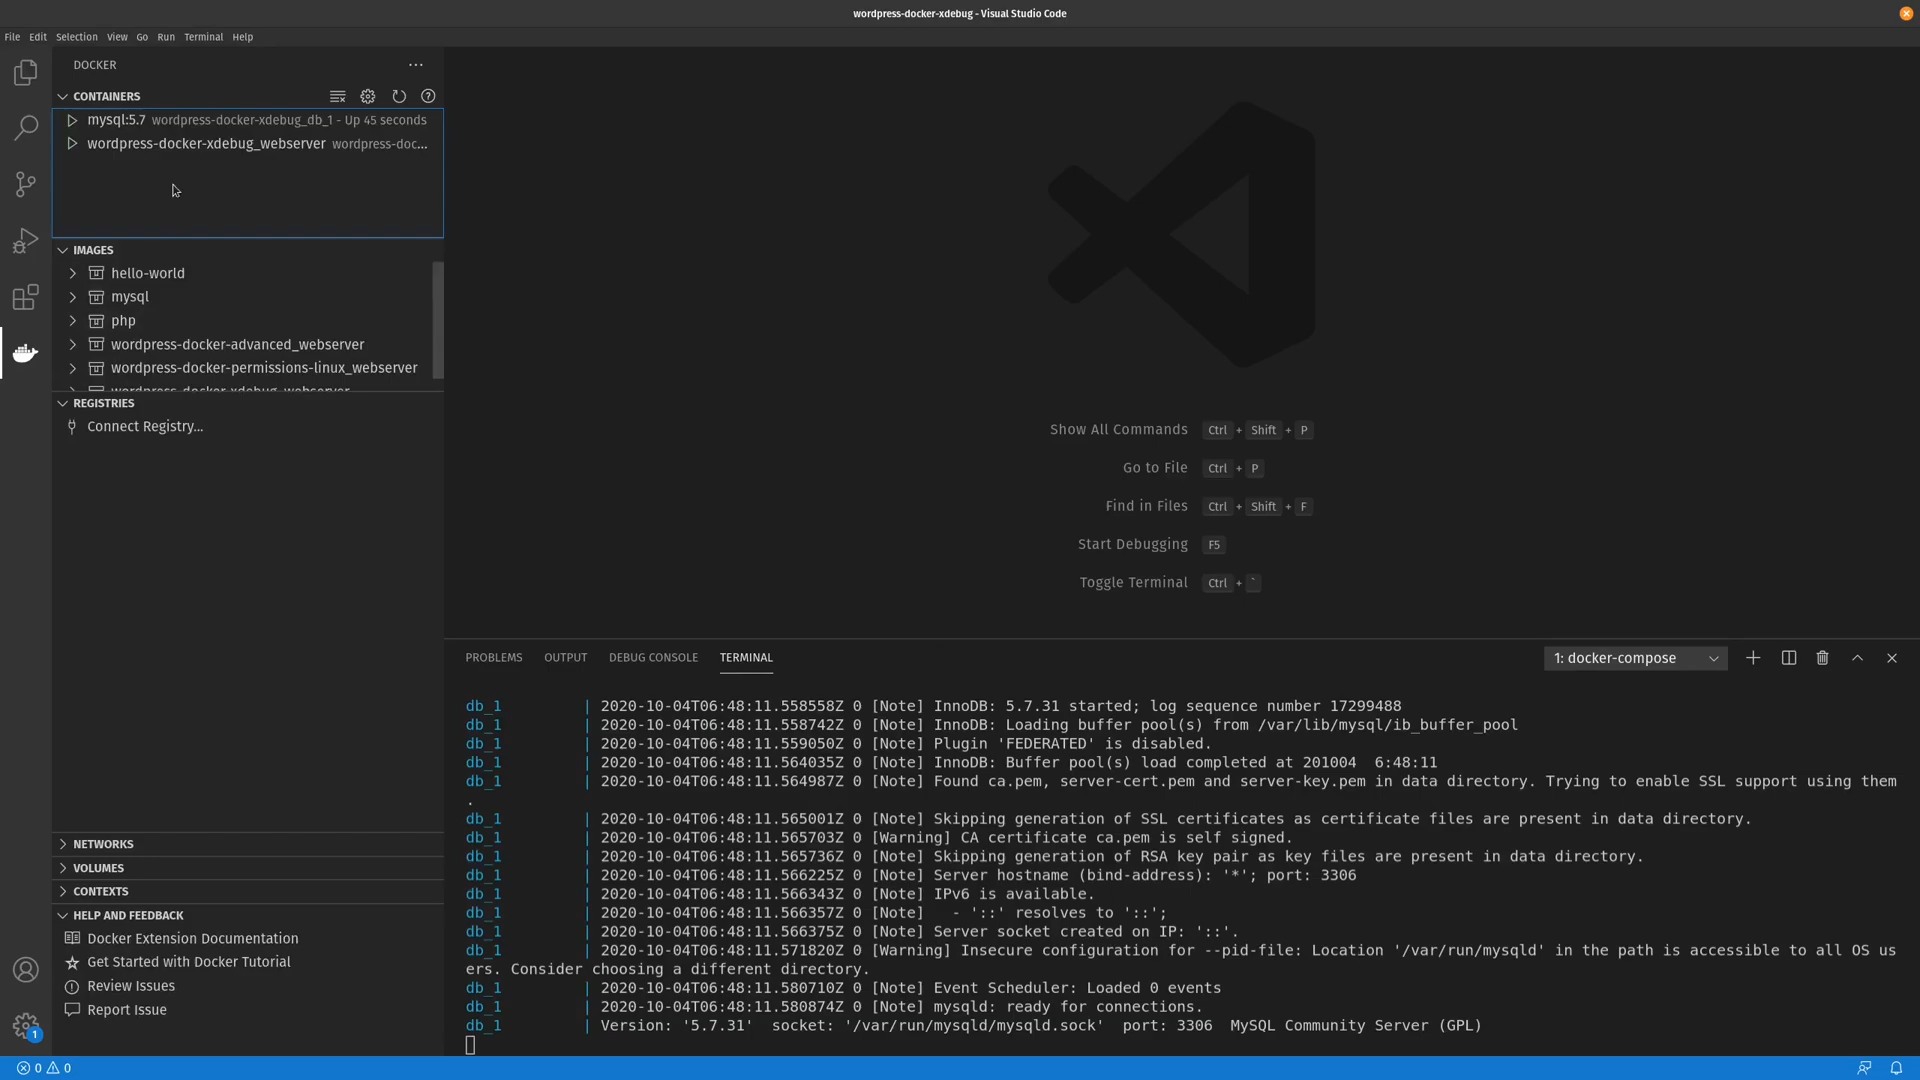 wordpress-docker-xdebug - Visual Studio Code
File Edit Selection View Go Run Terminal Help
DOCKER
CONTAINERS
mysql:5.7 wordpress-docker-xdebug_db_1 - Up 45 seconds
wordpress-docker-xdebug_webserver wordpress-doc...
IMAGES
hello-world
mysql
php
wordpress-docker-advanced_webserver
wordpress-docker-permissions-linux_webserver
wordpress-docker-xdebug_webserver
REGISTRIES
Connect Registry...
NETWORKS
VOLUMES
CONTEXTS
HELP AND FEEDBACK
Docker Extension Documentation
Get Started with Docker Tutorial
Review Issues
Report Issue
1
Show All Commands Ctrl + Shift + P
Go to File Ctrl + P
Find in Files Ctrl + Shift + F
Start Debugging F5
Toggle Terminal Ctrl + `
PROBLEMS OUTPUT DEBUG CONSOLE TERMINAL 1: docker-compose
db_1 | 2020-10-04T06:48:11.558558Z 0 [Note] InnoDB: 5.7.31 started; log sequence number 17299488
db_1 | 2020-10-04T06:48:11.558742Z 0 [Note] InnoDB: Loading buffer pool(s) from /var/lib/mysql/ib_buffer_pool
db_1 | 2020-10-04T06:48:11.559050Z 0 [Note] Plugin 'FEDERATED' is disabled.
db_1 | 2020-10-04T06:48:11.564035Z 0 [Note] InnoDB: Buffer pool(s) load completed at 201004  6:48:11
db_1 | 2020-10-04T06:48:11.564987Z 0 [Note] Found ca.pem, server-cert.pem and server-key.pem in data directory. Trying to enable SSL support using them
.
db_1 | 2020-10-04T06:48:11.565001Z 0 [Note] Skipping generation of SSL certificates as certificate files are present in data directory.
db_1 | 2020-10-04T06:48:11.565703Z 0 [Warning] CA certificate ca.pem is self signed.
db_1 | 2020-10-04T06:48:11.565736Z 0 [Note] Skipping generation of RSA key pair as key files are present in data directory.
db_1 | 2020-10-04T06:48:11.566225Z 0 [Note] Server hostname (bind-address): '*'; port: 3306
db_1 | 2020-10-04T06:48:11.566343Z 0 [Note] IPv6 is available.
db_1 | 2020-10-04T06:48:11.566357Z 0 [Note]   - '::' resolves to '::';
db_1 | 2020-10-04T06:48:11.566375Z 0 [Note] Server socket created on IP: '::'.
db_1 | 2020-10-04T06:48:11.571820Z 0 [Warning] Insecure configuration for --pid-file: Location '/var/run/mysqld' in the path is accessible to all OS us
ers. Consider choosing a different directory.
db_1 | 2020-10-04T06:48:11.580710Z 0 [Note] Event Scheduler: Loaded 0 events
db_1 | 2020-10-04T06:48:11.580874Z 0 [Note] mysqld: ready for connections.
db_1 | Version: '5.7.31'  socket: '/var/run/mysqld/mysqld.sock'  port: 3306  MySQL Community Server (GPL)
0 0